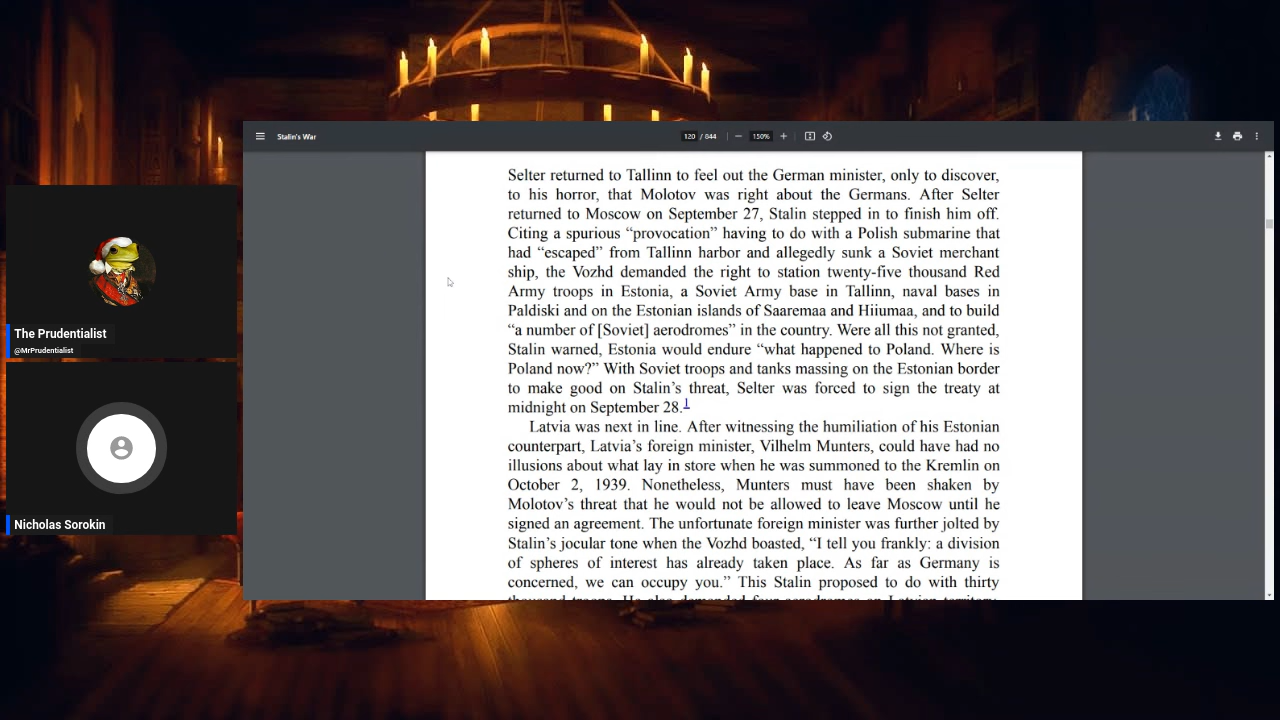 Stalin's War
120 / 844
150%
Selter returned to Tallinn to feel out the German minister, only to discover,
to his horror, that Molotov was right about the Germans. After Selter
returned to Moscow on September 27, Stalin stepped in to finish him off.
Citing a spurious “provocation” having to do with a Polish submarine that
had “escaped” from Tallinn harbor and allegedly sunk a Soviet merchant
ship, the Vozhd demanded the right to station twenty-five thousand Red
Army troops in Estonia, a Soviet Army base in Tallinn, naval bases in
Paldiski and on the Estonian islands of Saaremaa and Hiiumaa, and to build
“a number of [Soviet] aerodromes” in the country. Were all this not granted,
Stalin warned, Estonia would endure “what happened to Poland. Where is
Poland now?” With Soviet troops and tanks massing on the Estonian border
to make good on Stalin’s threat, Selter was forced to sign the treaty at
midnight on September 28.1
Latvia was next in line. After witnessing the humiliation of his Estonian
counterpart, Latvia’s foreign minister, Vilhelm Munters, could have had no
illusions about what lay in store when he was summoned to the Kremlin on
October 2, 1939. Nonetheless, Munters must have been shaken by
Molotov’s threat that he would not be allowed to leave Moscow until he
signed an agreement. The unfortunate foreign minister was further jolted by
Stalin’s jocular tone when the Vozhd boasted, “I tell you frankly: a division
of spheres of interest has already taken place. As far as Germany is
concerned, we can occupy you.” This Stalin proposed to do with thirty
thousand troops. He also demanded four aerodromes on Latvian territory,
The Prudentialist
@MrPrudentialist
Nicholas Sorokin